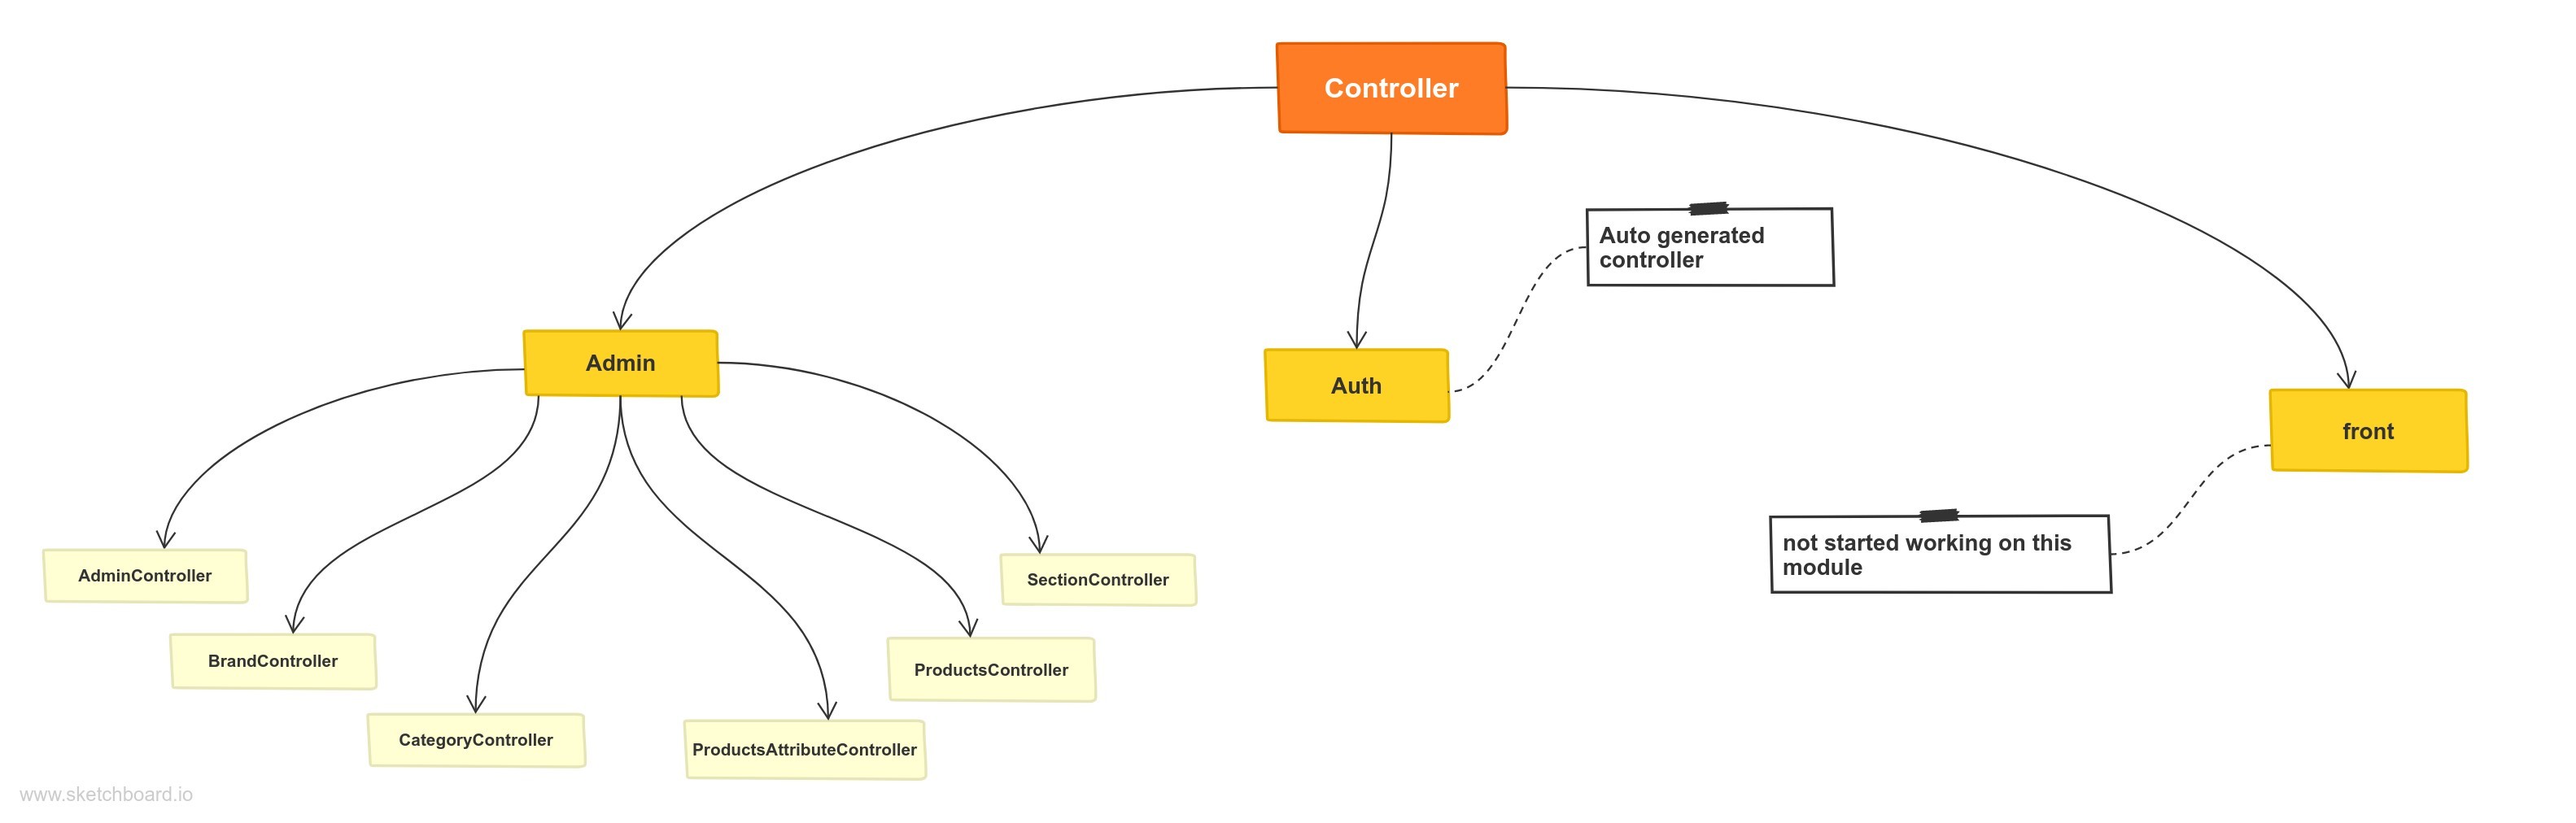 Controller
Auto generated
controller
Admin
Auth
front
not started working on this
module
AdminController
SectionController
BrandController
ProductsController
CategoryController
ProductsAttributeController
www.sketchboard.io